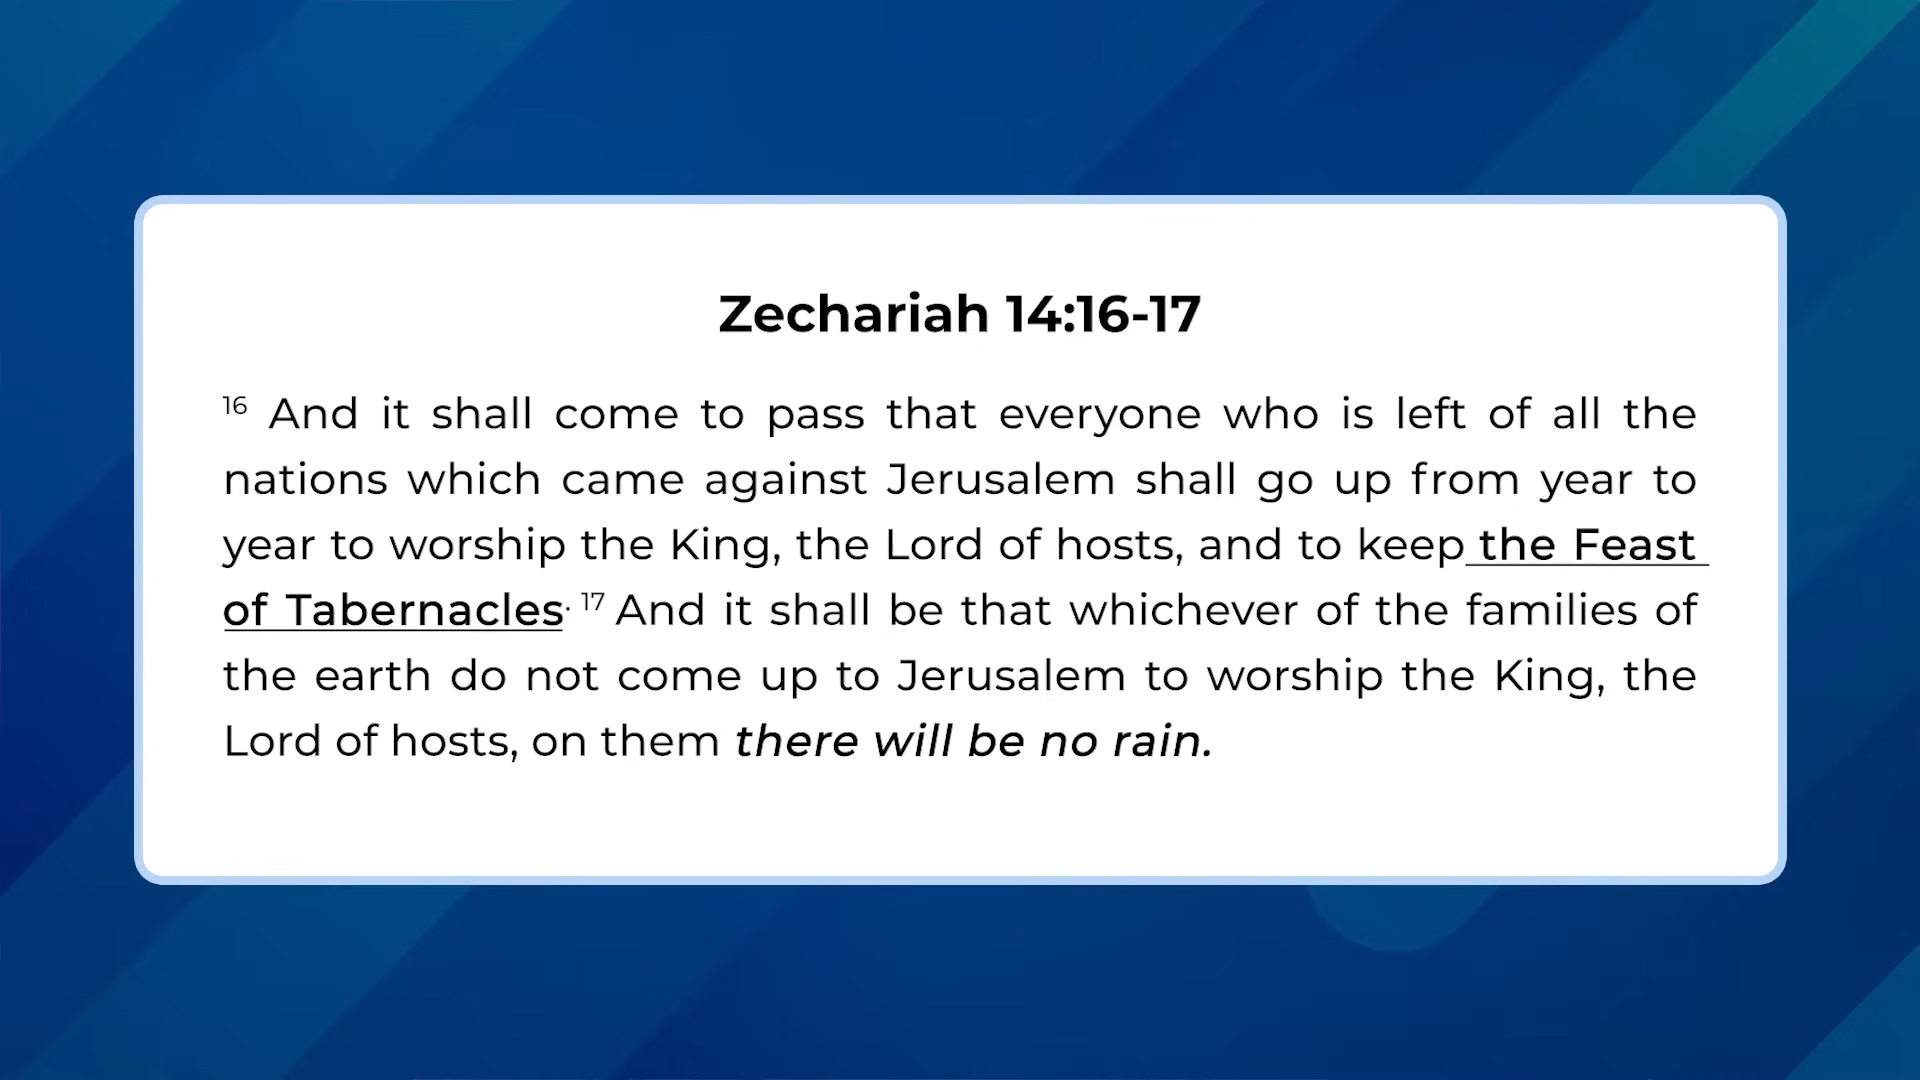 Zechariah 14:16-17
16 And it shall come to pass that everyone who is left of all the
nations which came against Jerusalem shall go up from year to
year to worship the King, the Lord of hosts, and to keep the Feast
of Tabernacles. 17 And it shall be that whichever of the families of
the earth do not come up to Jerusalem to worship the King, the
Lord of hosts, on them there will be no rain.